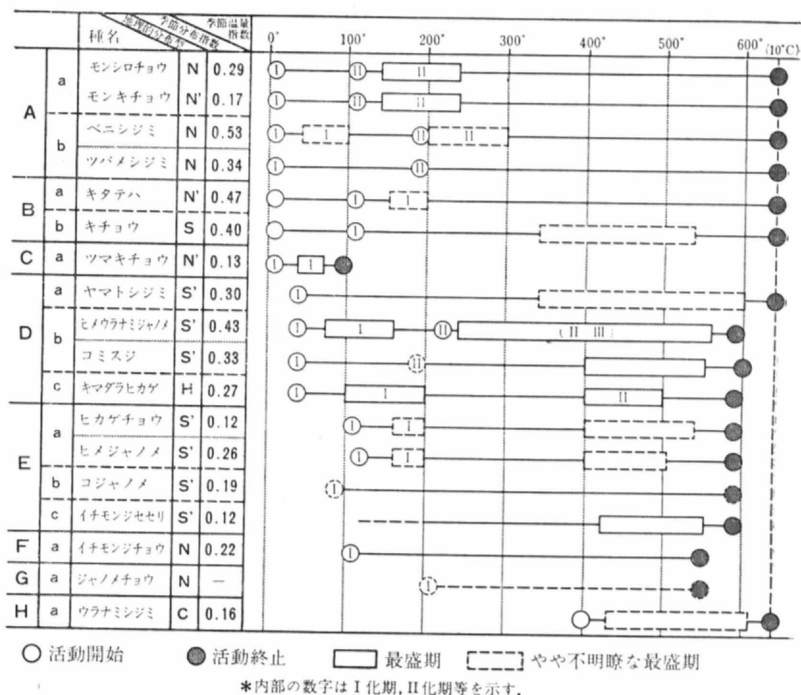 季節温量指数
季節分布指数
地理的分布型
種名
0° 100° 200° 300° 400° 500° 600° (10°C)
A a モンシロチョウ N 0.29 I II II
モンキチョウ N' 0.17 I II II
b ベニシジミ N 0.53 I I II II
ツバメシジミ N 0.34 I II
B a キタテハ N' 0.47 I II I
b キチョウ S 0.40 I II
C a ツマキチョウ N' 0.13 I I
D a ヤマトシジミ S' 0.30 I
b ヒメウラナミジャノメ S' 0.43 I I II (II III)
コミスジ S' 0.33 I II
c キマダラヒカゲ H 0.27 I I II
E a ヒカゲチョウ S' 0.12 I I
ヒメジャノメ S' 0.26 I I
b コジャノメ S' 0.19 I
c イチモンジセセリ S' 0.12
F a イチモンジチョウ N 0.22 I
G a ジャノメチョウ N — I
H a ウラナミシジミ C 0.16
活動開始 活動終止 最盛期 やや不明瞭な最盛期
*内部の数字はI化期,II化期等を示す.